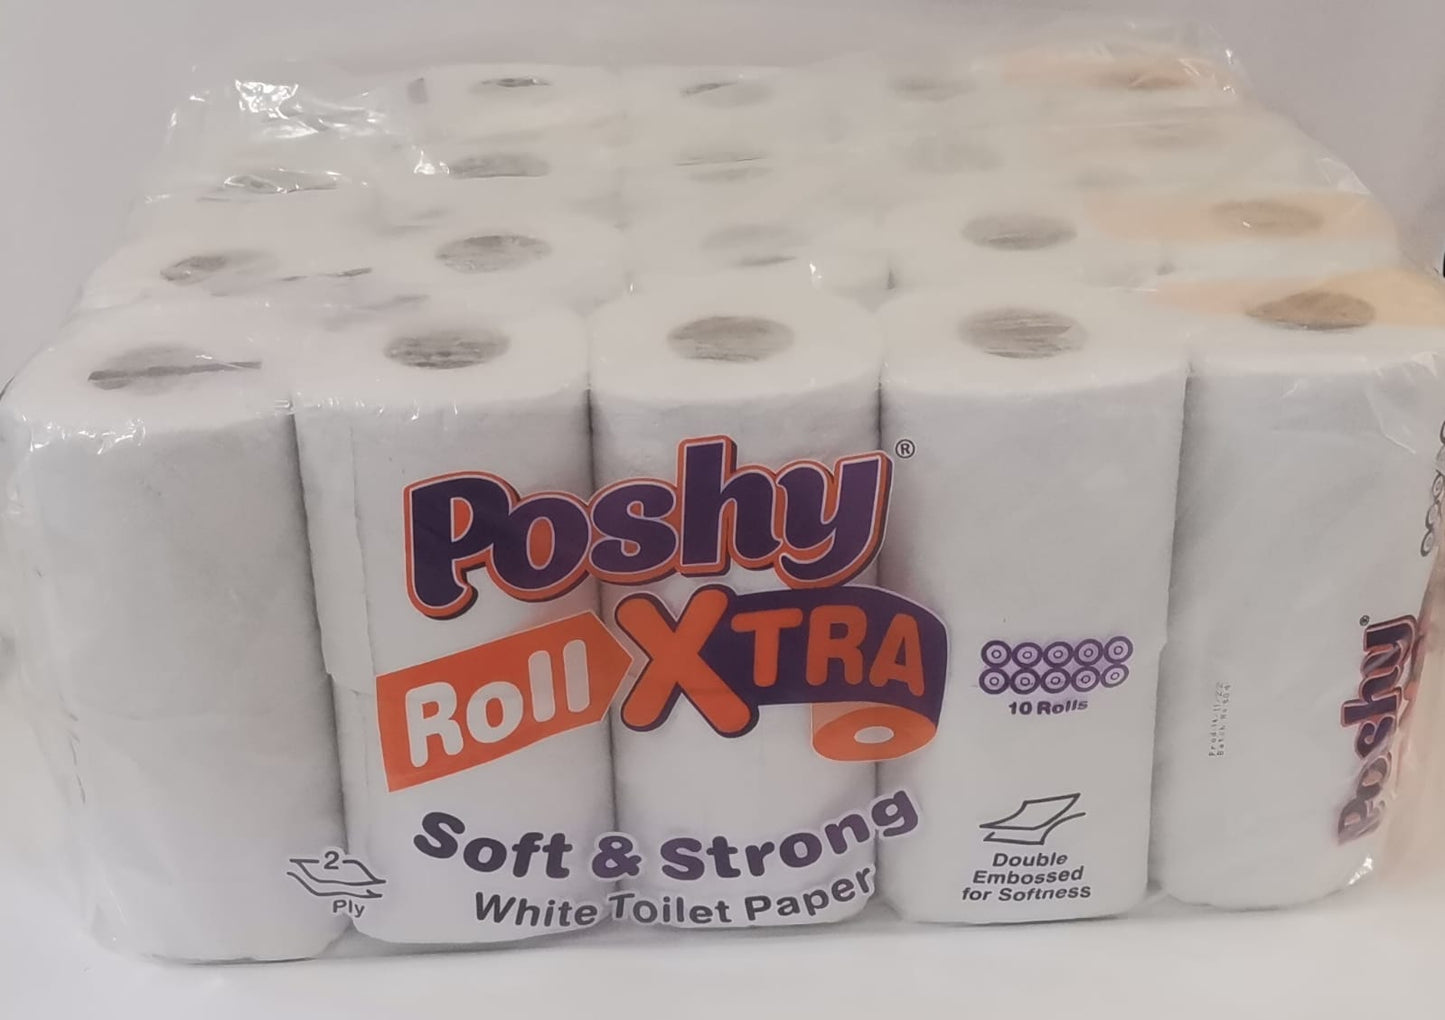 Poshy®
Roll XTRA
Soft & Strong
White Toilet Paper
2
Ply
10 Rolls
Double
Embossed
for Softness
Poshy®